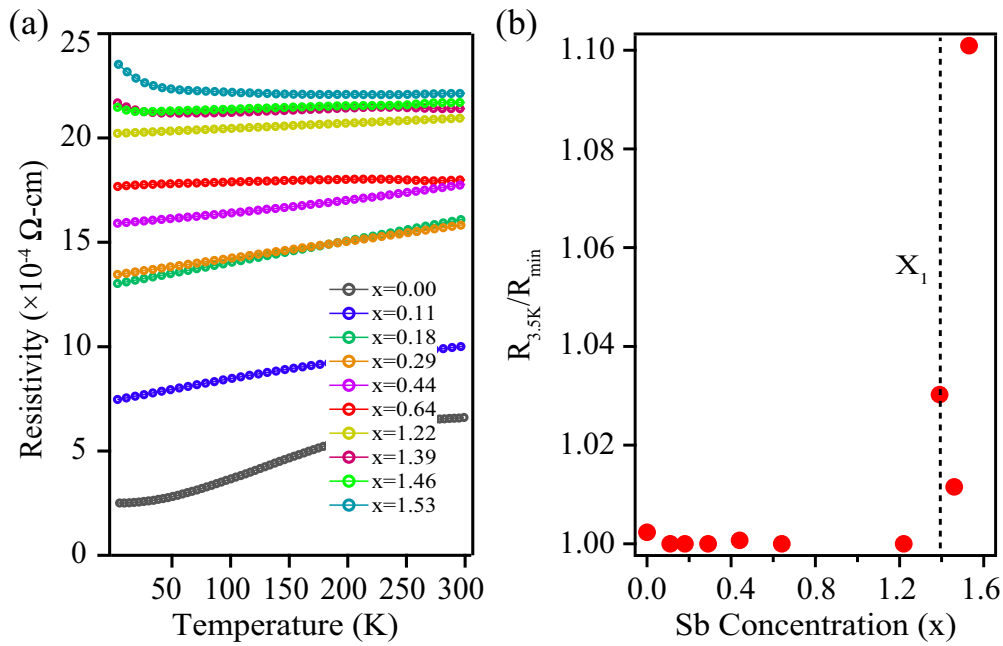 (a)
25
20
15
10
5
0
Resistivity (×10⁻⁴ Ω-cm)
x=0.00
x=0.11
x=0.18
x=0.29
x=0.44
x=0.64
x=1.22
x=1.39
x=1.46
x=1.53
50 100 150 200 250 300
Temperature (K)
(b)
1.10
1.08
1.06
1.04
1.02
1.00
R₃.₅K/Rmin
X₁
0.0 0.4 0.8 1.2 1.6
Sb Concentration (x)